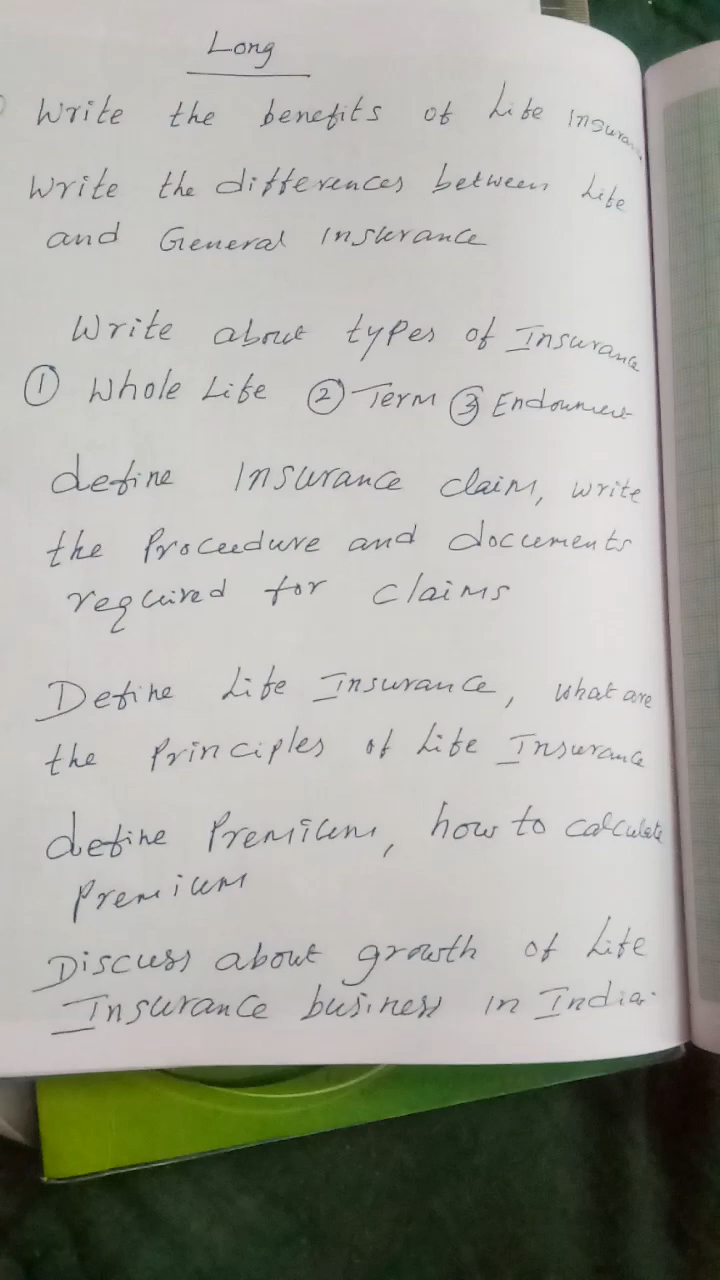 Long
Write the benefits of Life Insuran
Write the differences between Life
and General Insurance
Write about types of Insurance
① Whole Life ② Term ③ Endowment
define Insurance claim, write
the Proceedure and documents
required for claims
Define Life Insurance, what are
the Principles of Life Insurance
define Premium, how to calculate
Premium
Discuss about growth of Life
Insurance business in India.